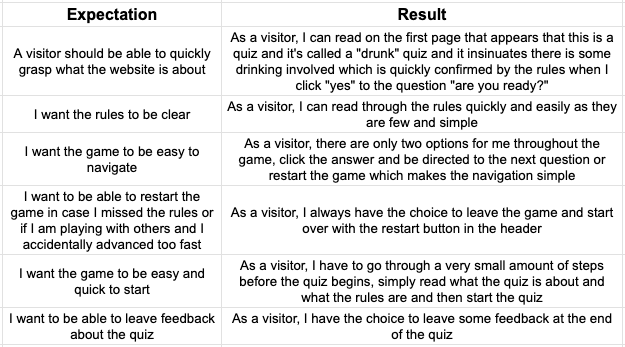 Expectation
Result
A visitor should be able to quickly
grasp what the website is about
As a visitor, I can read on the first page that appears that this is a
quiz and it's called a "drunk" quiz and it insinuates there is some
drinking involved which is quickly confirmed by the rules when I
click "yes" to the question "are you ready?"
I want the rules to be clear
As a visitor, I can read through the rules quickly and easily as they
are few and simple
I want the game to be easy to
navigate
As a visitor, there are only two options for me throughout the
game, click the answer and be directed to the next question or
restart the game which makes the navigation simple
I want to be able to restart the
game in case I missed the rules or
if I am playing with others and I
accidentally advanced too fast
As a visitor, I always have the choice to leave the game and start
over with the restart button in the header
I want the game to be easy and
quick to start
As a visitor, I have to go through a very small amount of steps
before the quiz begins, simply read what the quiz is about and
what the rules are and then start the quiz
I want to be able to leave feedback
about the quiz
As a visitor, I have the choice to leave some feedback at the end
of the quiz